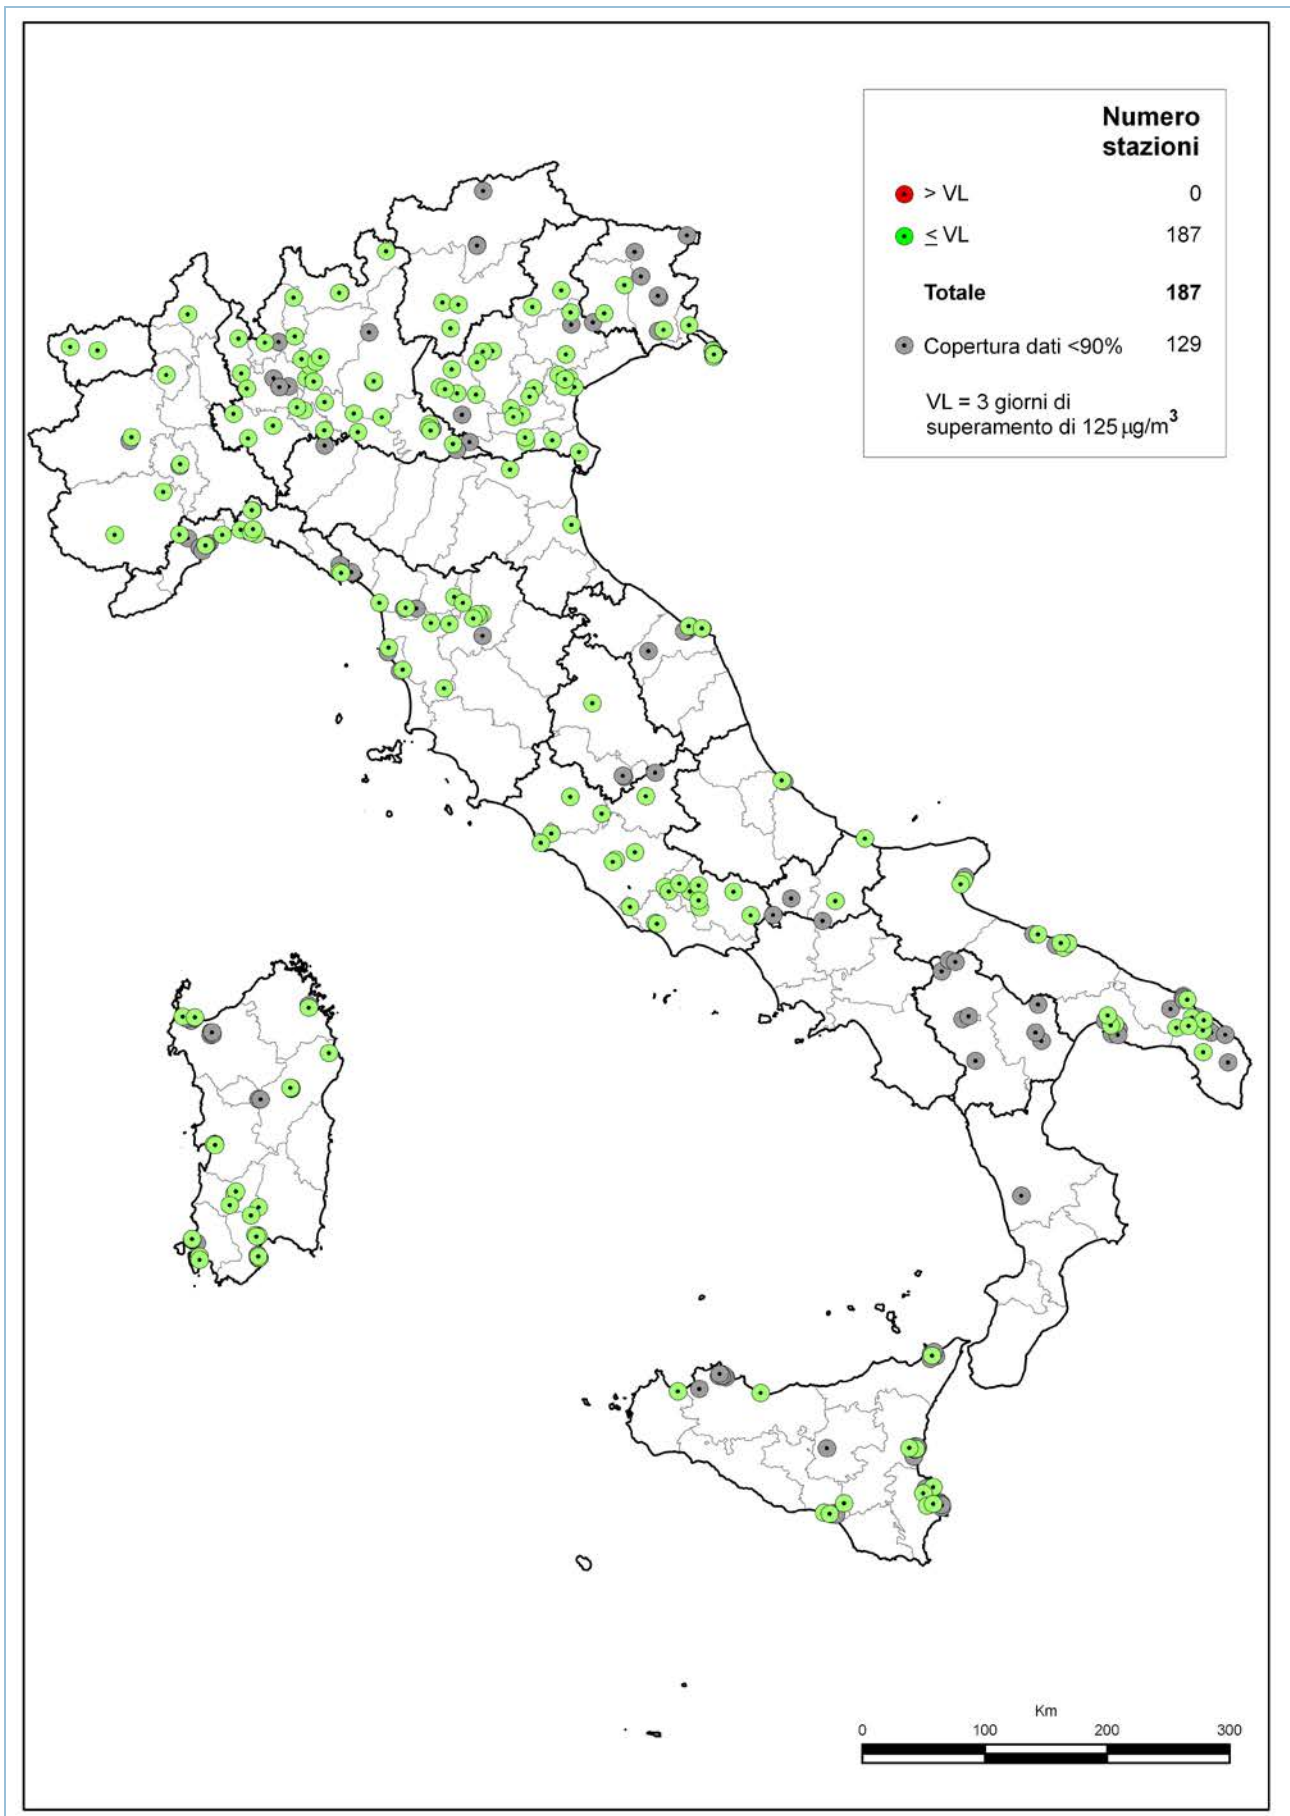 Numero
stazioni
> VL 0
≤ VL 187
Totale 187
Copertura dati <90% 129
VL = 3 giorni di
superamento di 125 µg/m³
Km
0 100 200 300